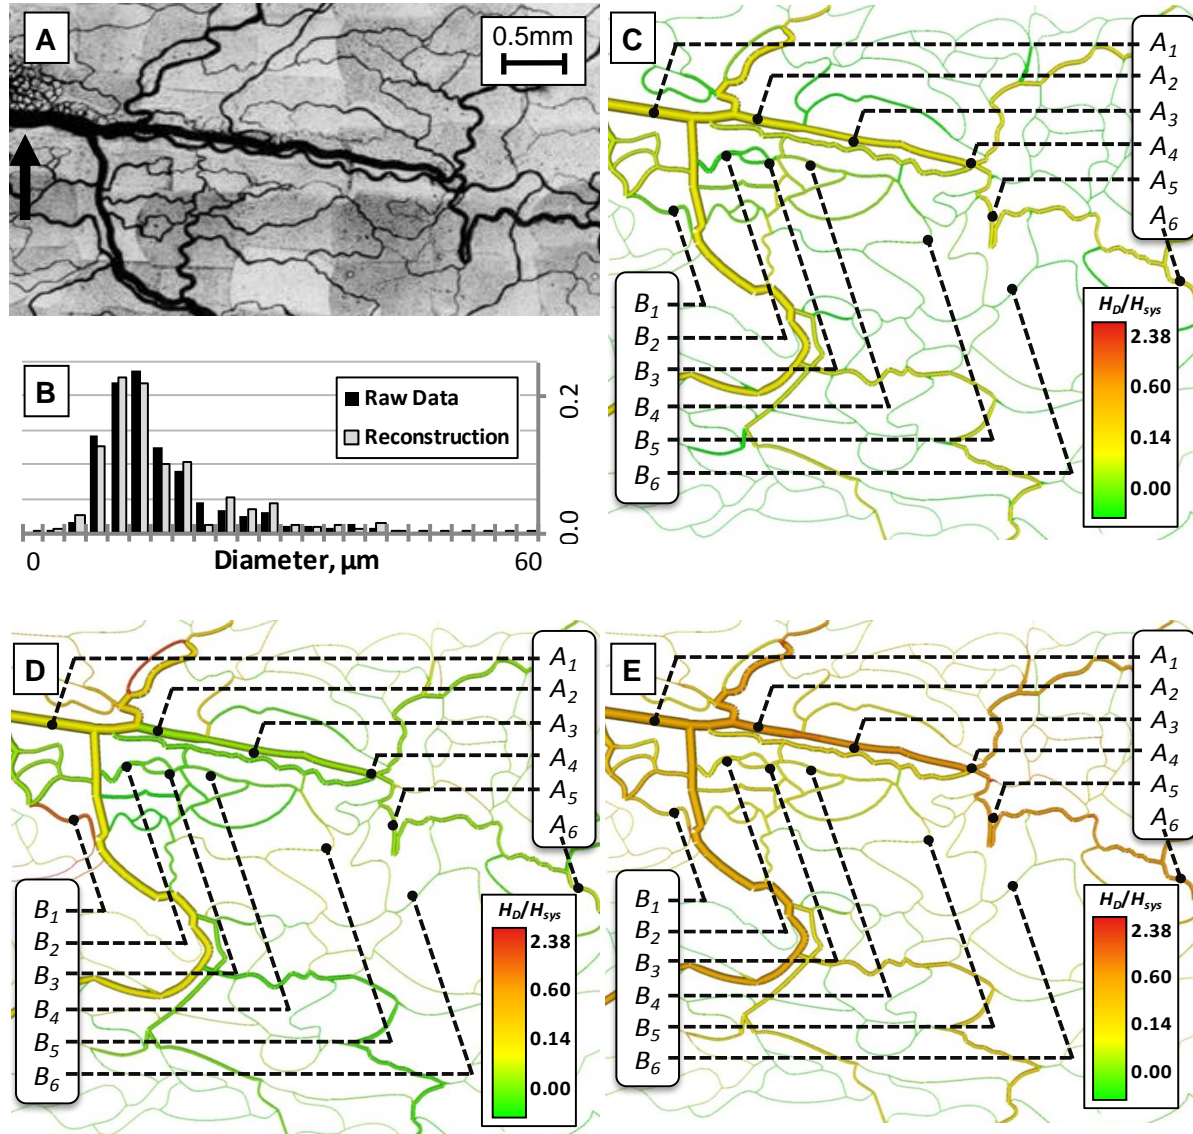 A
0.5mm
B
Raw Data
Reconstruction
0.2
0.0
0
Diameter, µm
60
C
A1
A2
A3
A4
A5
A6
B1
B2
B3
B4
B5
B6
HD/Hsys
2.38
0.60
0.14
0.00
D
A1
A2
A3
A4
A5
A6
B1
B2
B3
B4
B5
B6
HD/Hsys
2.38
0.60
0.14
0.00
E
A1
A2
A3
A4
A5
A6
B1
B2
B3
B4
B5
B6
HD/Hsys
2.38
0.60
0.14
0.00